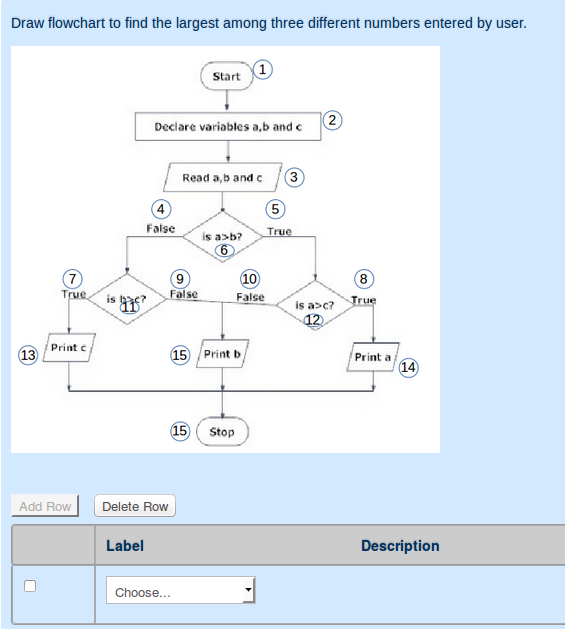 Draw flowchart to find the largest among three different numbers entered by user.
Start 1
Declare variables a,b and c 2
Read a,b and c 3
4 5
False True
is a>b?
6
7 9 10 8
True False False True
is b>c? is a>c?
11 12
13 Print c 15 Print b Print a 14
15 Stop
Add Row Delete Row
Label Description
Choose...